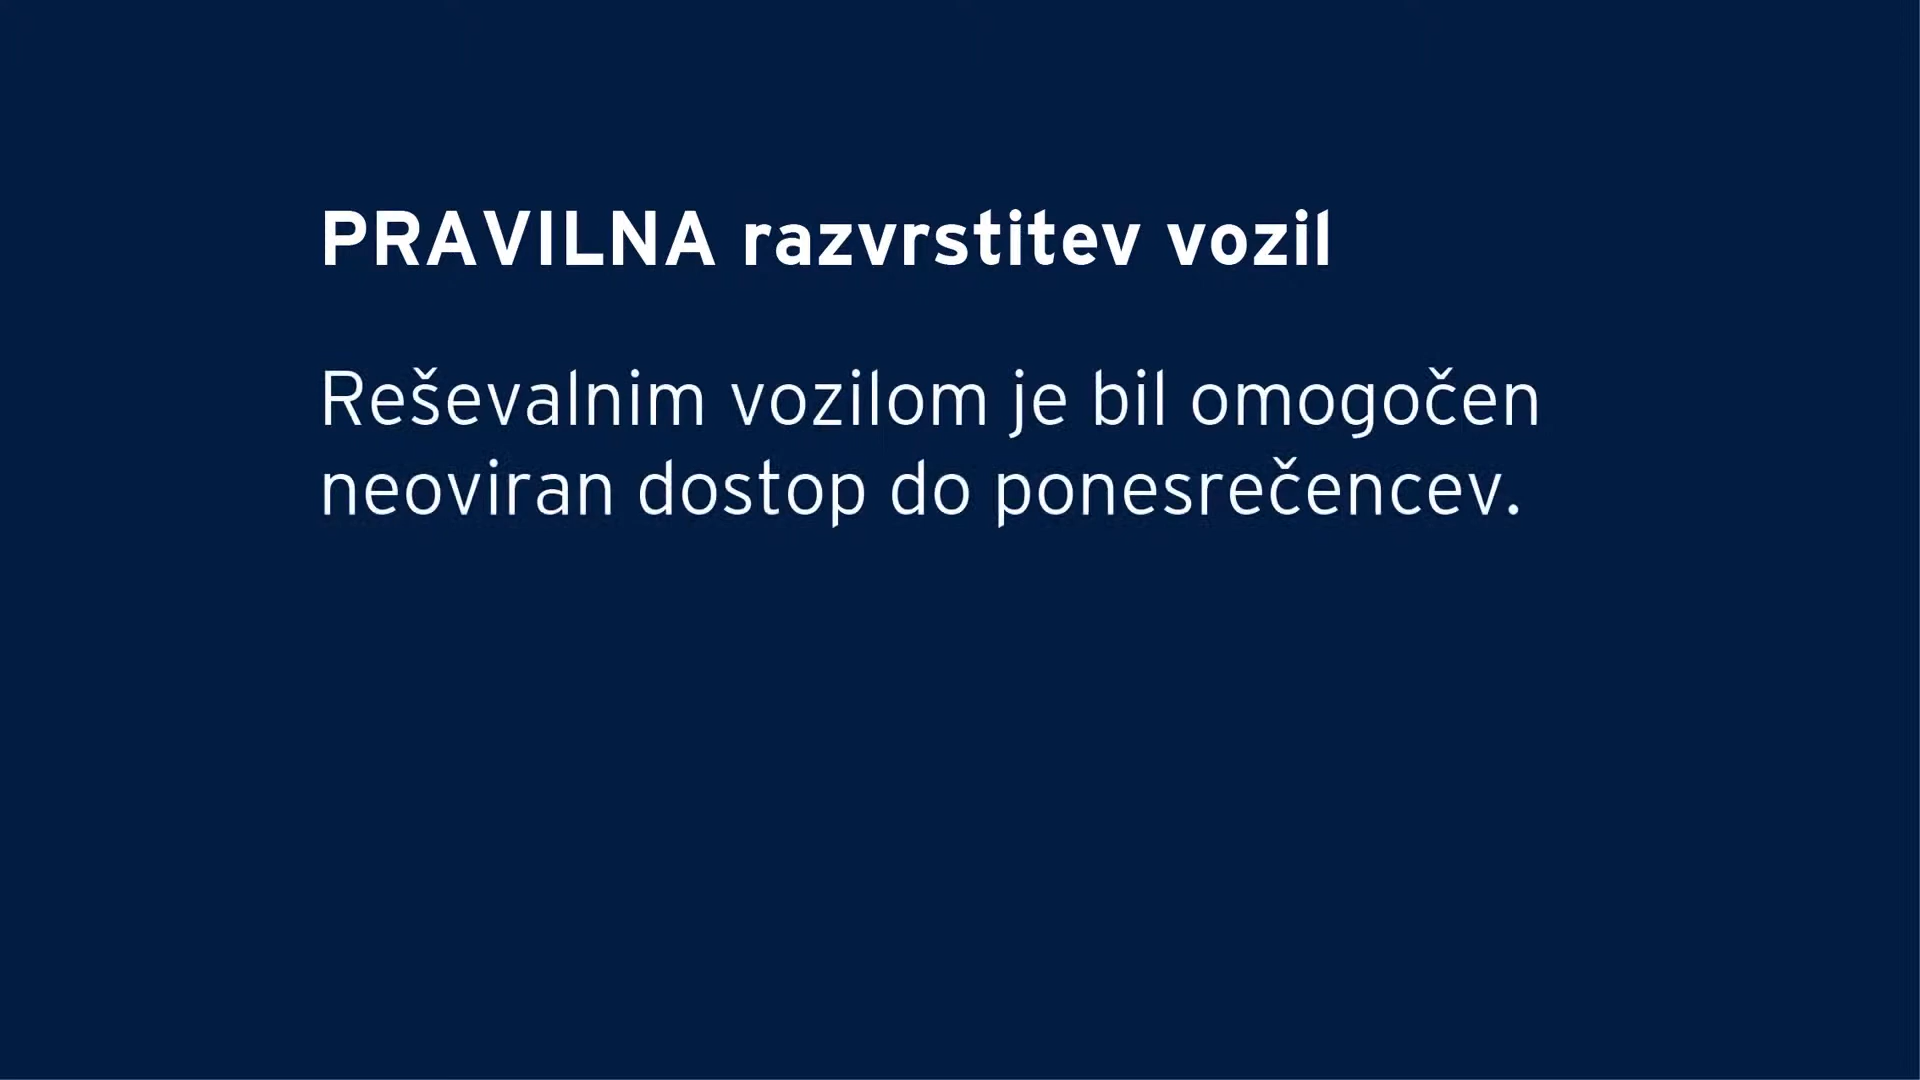 PRAVILNA razvrstitev vozil
Reševalnim vozilom je bil omogočen
neoviran dostop do ponesrečencev.